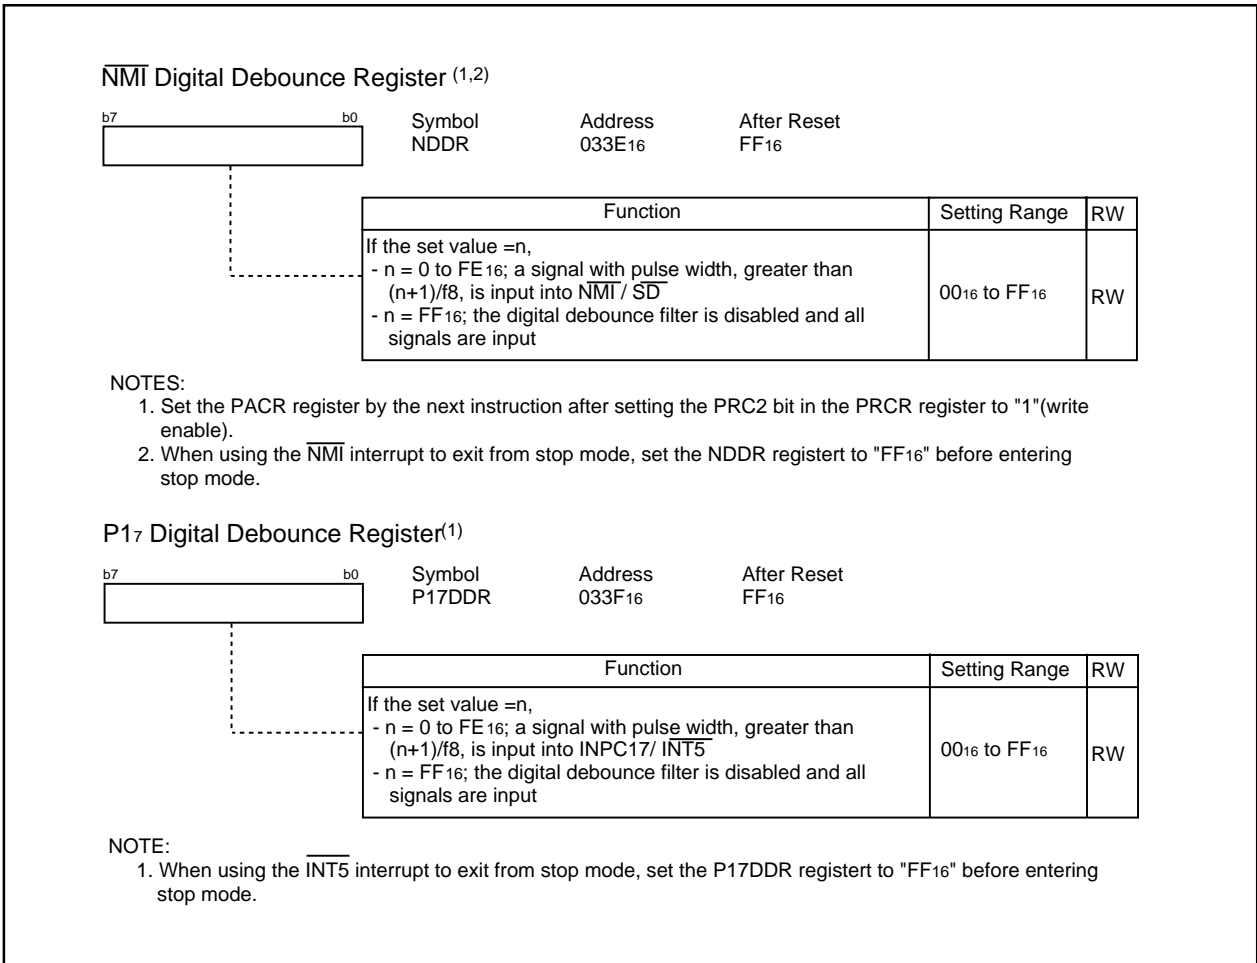 NMI Digital Debounce Register (1,2)
b7 b0 Symbol Address After Reset
NDDR 033E16 FF16
Function Setting Range RW
If the set value =n,
- n = 0 to FE16; a signal with pulse width, greater than
(n+1)/f8, is input into NMI / SD
- n = FF16; the digital debounce filter is disabled and all
signals are input
0016 to FF16 RW
NOTES:
1. Set the PACR register by the next instruction after setting the PRC2 bit in the PRCR register to "1"(write
enable).
2. When using the NMI interrupt to exit from stop mode, set the NDDR registert to "FF16" before entering
stop mode.
P17 Digital Debounce Register(1)
b7 b0 Symbol Address After Reset
P17DDR 033F16 FF16
Function Setting Range RW
If the set value =n,
- n = 0 to FE16; a signal with pulse width, greater than
(n+1)/f8, is input into INPC17/ INT5
- n = FF16; the digital debounce filter is disabled and all
signals are input
0016 to FF16 RW
NOTE:
1. When using the INT5 interrupt to exit from stop mode, set the P17DDR registert to "FF16" before entering
stop mode.